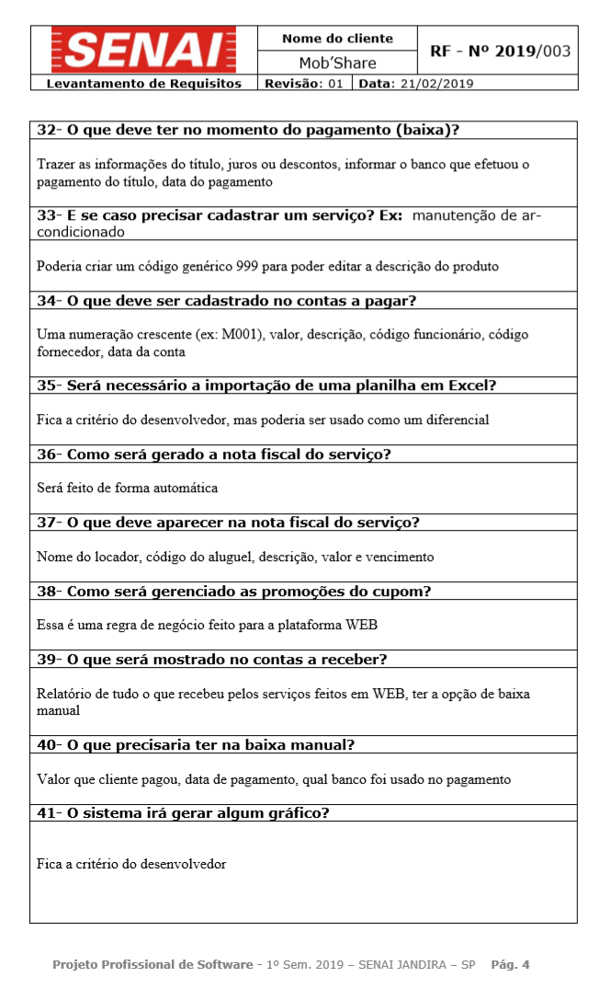 SENAI
Nome do cliente
Mob'Share
RF - Nº 2019/003
Levantamento de Requisitos
Revisão: 01
Data: 21/02/2019
32- O que deve ter no momento do pagamento (baixa)?
Trazer as informações do título, juros ou descontos, informar o banco que efetuou o
pagamento do título, data do pagamento
33- E se caso precisar cadastrar um serviço? Ex: manutenção de ar-
condicionado
Poderia criar um código genérico 999 para poder editar a descrição do produto
34- O que deve ser cadastrado no contas a pagar?
Uma numeração crescente (ex: M001), valor, descrição, código funcionário, código
fornecedor, data da conta
35- Será necessário a importação de uma planilha em Excel?
Fica a critério do desenvolvedor, mas poderia ser usado como um diferencial
36- Como será gerado a nota fiscal do serviço?
Será feito de forma automática
37- O que deve aparecer na nota fiscal do serviço?
Nome do locador, código do aluguel, descrição, valor e vencimento
38- Como será gerenciado as promoções do cupom?
Essa é uma regra de negócio feito para a plataforma WEB
39- O que será mostrado no contas a receber?
Relatório de tudo o que recebeu pelos serviços feitos em WEB, ter a opção de baixa
manual
40- O que precisaria ter na baixa manual?
Valor que cliente pagou, data de pagamento, qual banco foi usado no pagamento
41- O sistema irá gerar algum gráfico?
Fica a critério do desenvolvedor
Projeto Profissional de Software - 1º Sem. 2019 – SENAI JANDIRA – SP Pág. 4